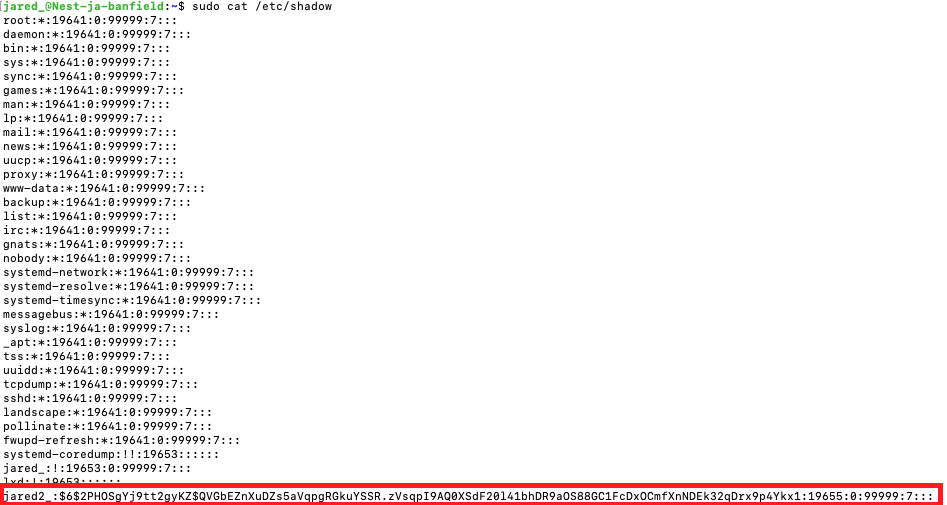 jared_@Nest-ja-banfield:~$ sudo cat /etc/shadow
root:*:19641:0:99999:7:::
daemon:*:19641:0:99999:7:::
bin:*:19641:0:99999:7:::
sys:*:19641:0:99999:7:::
sync:*:19641:0:99999:7:::
games:*:19641:0:99999:7:::
man:*:19641:0:99999:7:::
lp:*:19641:0:99999:7:::
mail:*:19641:0:99999:7:::
news:*:19641:0:99999:7:::
uucp:*:19641:0:99999:7:::
proxy:*:19641:0:99999:7:::
www-data:*:19641:0:99999:7:::
backup:*:19641:0:99999:7:::
list:*:19641:0:99999:7:::
irc:*:19641:0:99999:7:::
gnats:*:19641:0:99999:7:::
nobody:*:19641:0:99999:7:::
systemd-network:*:19641:0:99999:7:::
systemd-resolve:*:19641:0:99999:7:::
systemd-timesync:*:19641:0:99999:7:::
messagebus:*:19641:0:99999:7:::
syslog:*:19641:0:99999:7:::
_apt:*:19641:0:99999:7:::
tss:*:19641:0:99999:7:::
uuidd:*:19641:0:99999:7:::
tcpdump:*:19641:0:99999:7:::
sshd:*:19641:0:99999:7:::
landscape:*:19641:0:99999:7:::
pollinate:*:19641:0:99999:7:::
fwupd-refresh:*:19641:0:99999:7:::
systemd-coredump:!!:19653::::::
jared_:!:19653:0:99999:7:::
lxd:!:19653::::::
jared2_:$6$2PHOSgYj9tt2gyKZ$QVGbEZnXuDZs5aVqpgRGkuYSSR.zVsqpI9AQ0XSdF20l41bhDR9aOS88GC1FcDxOCmfXnNDEk32qDrx9p4Ykx1:19655:0:99999:7:::